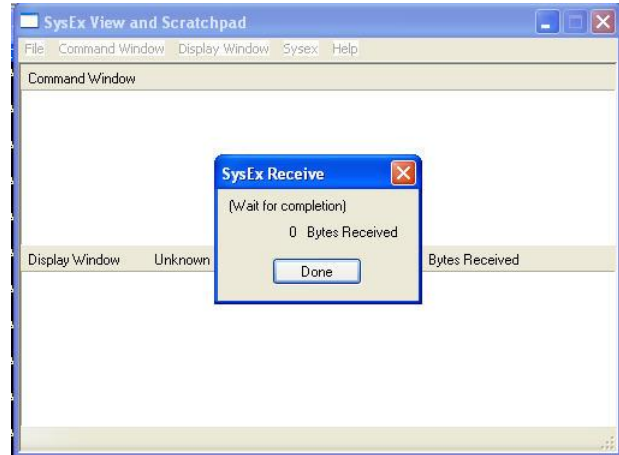 SysEx View and Scratchpad
File Command Window Display Window Sysex Help
Command Window
SysEx Receive
(Wait for completion)
0 Bytes Received
Done
Display Window Unknown Bytes Received